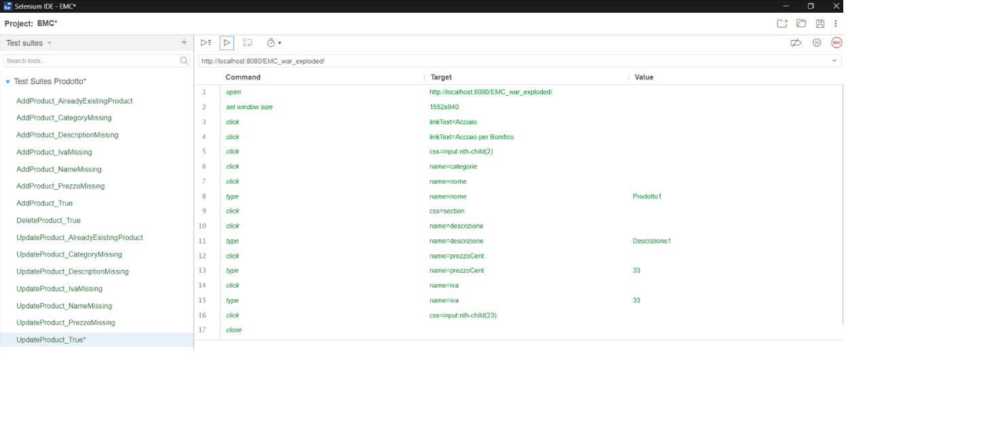 Selenium IDE - EMC*
Project: EMC*
Test suites
Search tests...
Test Suites Prodotto*
AddProduct_AlreadyExistingProduct
AddProduct_CategoryMissing
AddProduct_DescriptionMissing
AddProduct_IvaMissing
AddProduct_NameMissing
AddProduct_PrezzoMissing
AddProduct_True
DeleteProduct_True
UpdateProduct_AlreadyExistingProduct
UpdateProduct_CategoryMissing
UpdateProduct_DescriptionMissing
UpdateProduct_IvaMissing
UpdateProduct_NameMissing
UpdateProduct_PrezzoMissing
UpdateProduct_True*
REC
http://localhost:8080/EMC_war_exploded/
Command Target Value
1 open http://localhost:8080/EMC_war_exploded/
2 set window size 1552x840
3 click linkText=Acciaio
4 click linkText=Acciaio per Bonifico
5 click css=input:nth-child(2)
6 click name=categorie
7 click name=nome
8 type name=nome Prodotto1
9 click css=section
10 click name=descrizione
11 type name=descrizione Descrizione1
12 click name=prezzoCent
13 type name=prezzoCent 33
14 click name=iva
15 type name=iva 33
16 click css=input:nth-child(23)
17 close